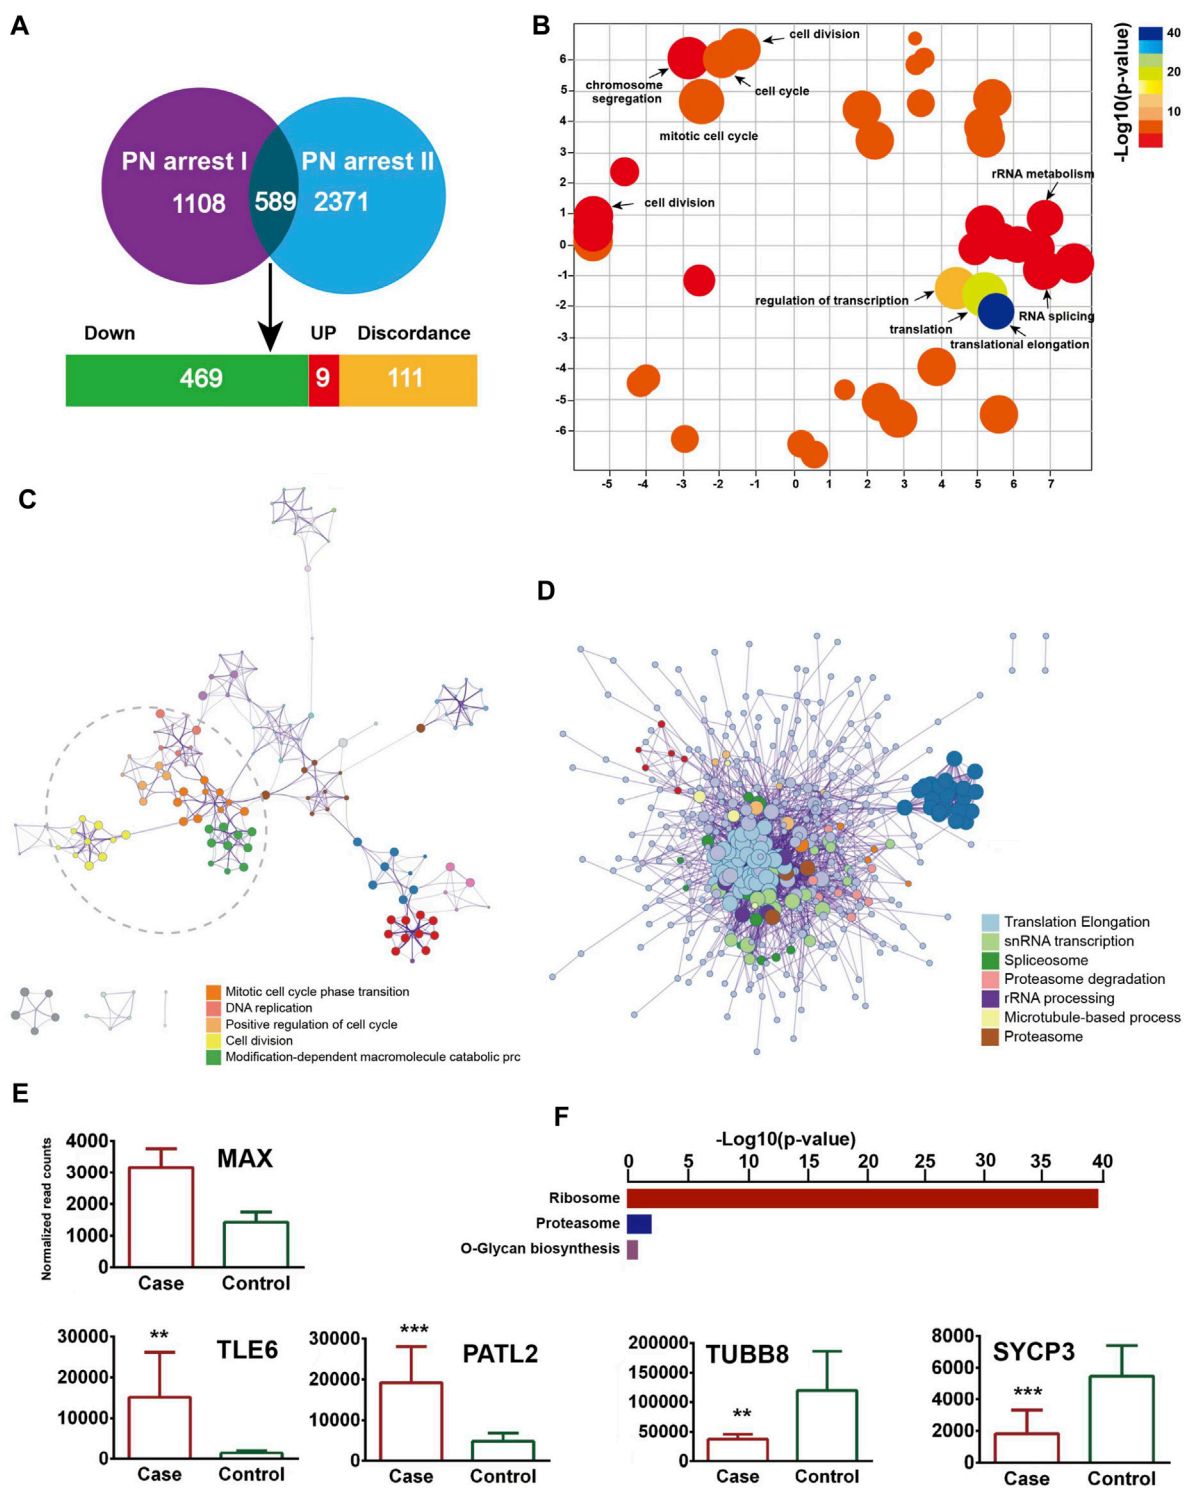 A
PN arrest I
PN arrest II
1108
589
2371
Down
UP
Discordance
469
9
111
B
6
5
4
3
2
1
0
-1
-2
-3
-4
-5
-6
-5
-4
-3
-2
-1
0
1
2
3
4
5
6
7
cell division
chromosome
segregation
cell cycle
mitotic cell cycle
cell division
rRNA metabolism
regulation of transcription
translation
RNA splicing
translational elongation
-Log10(p-value)
40
20
10
C
Mitotic cell cycle phase transition
DNA replication
Positive regulation of cell cycle
Cell division
Modification-dependent macromolecule catabolic prc
D
Translation Elongation
snRNA transcription
Spliceosome
Proteasome degradation
rRNA processing
Microtubule-based process
Proteasome
E
Normalized read counts
4000
3000
2000
1000
0
MAX
Case
Control
F
-Log10(p-value)
0
5
10
15
20
25
30
35
40
Ribosome
Proteasome
O-Glycan biosynthesis
30000
20000
10000
0
**
TLE6
Case
Control
30000
20000
10000
0
***
PATL2
Case
Control
200000
150000
100000
50000
0
TUBB8
**
Case
Control
8000
6000
4000
2000
0
SYCP3
***
Case
Control